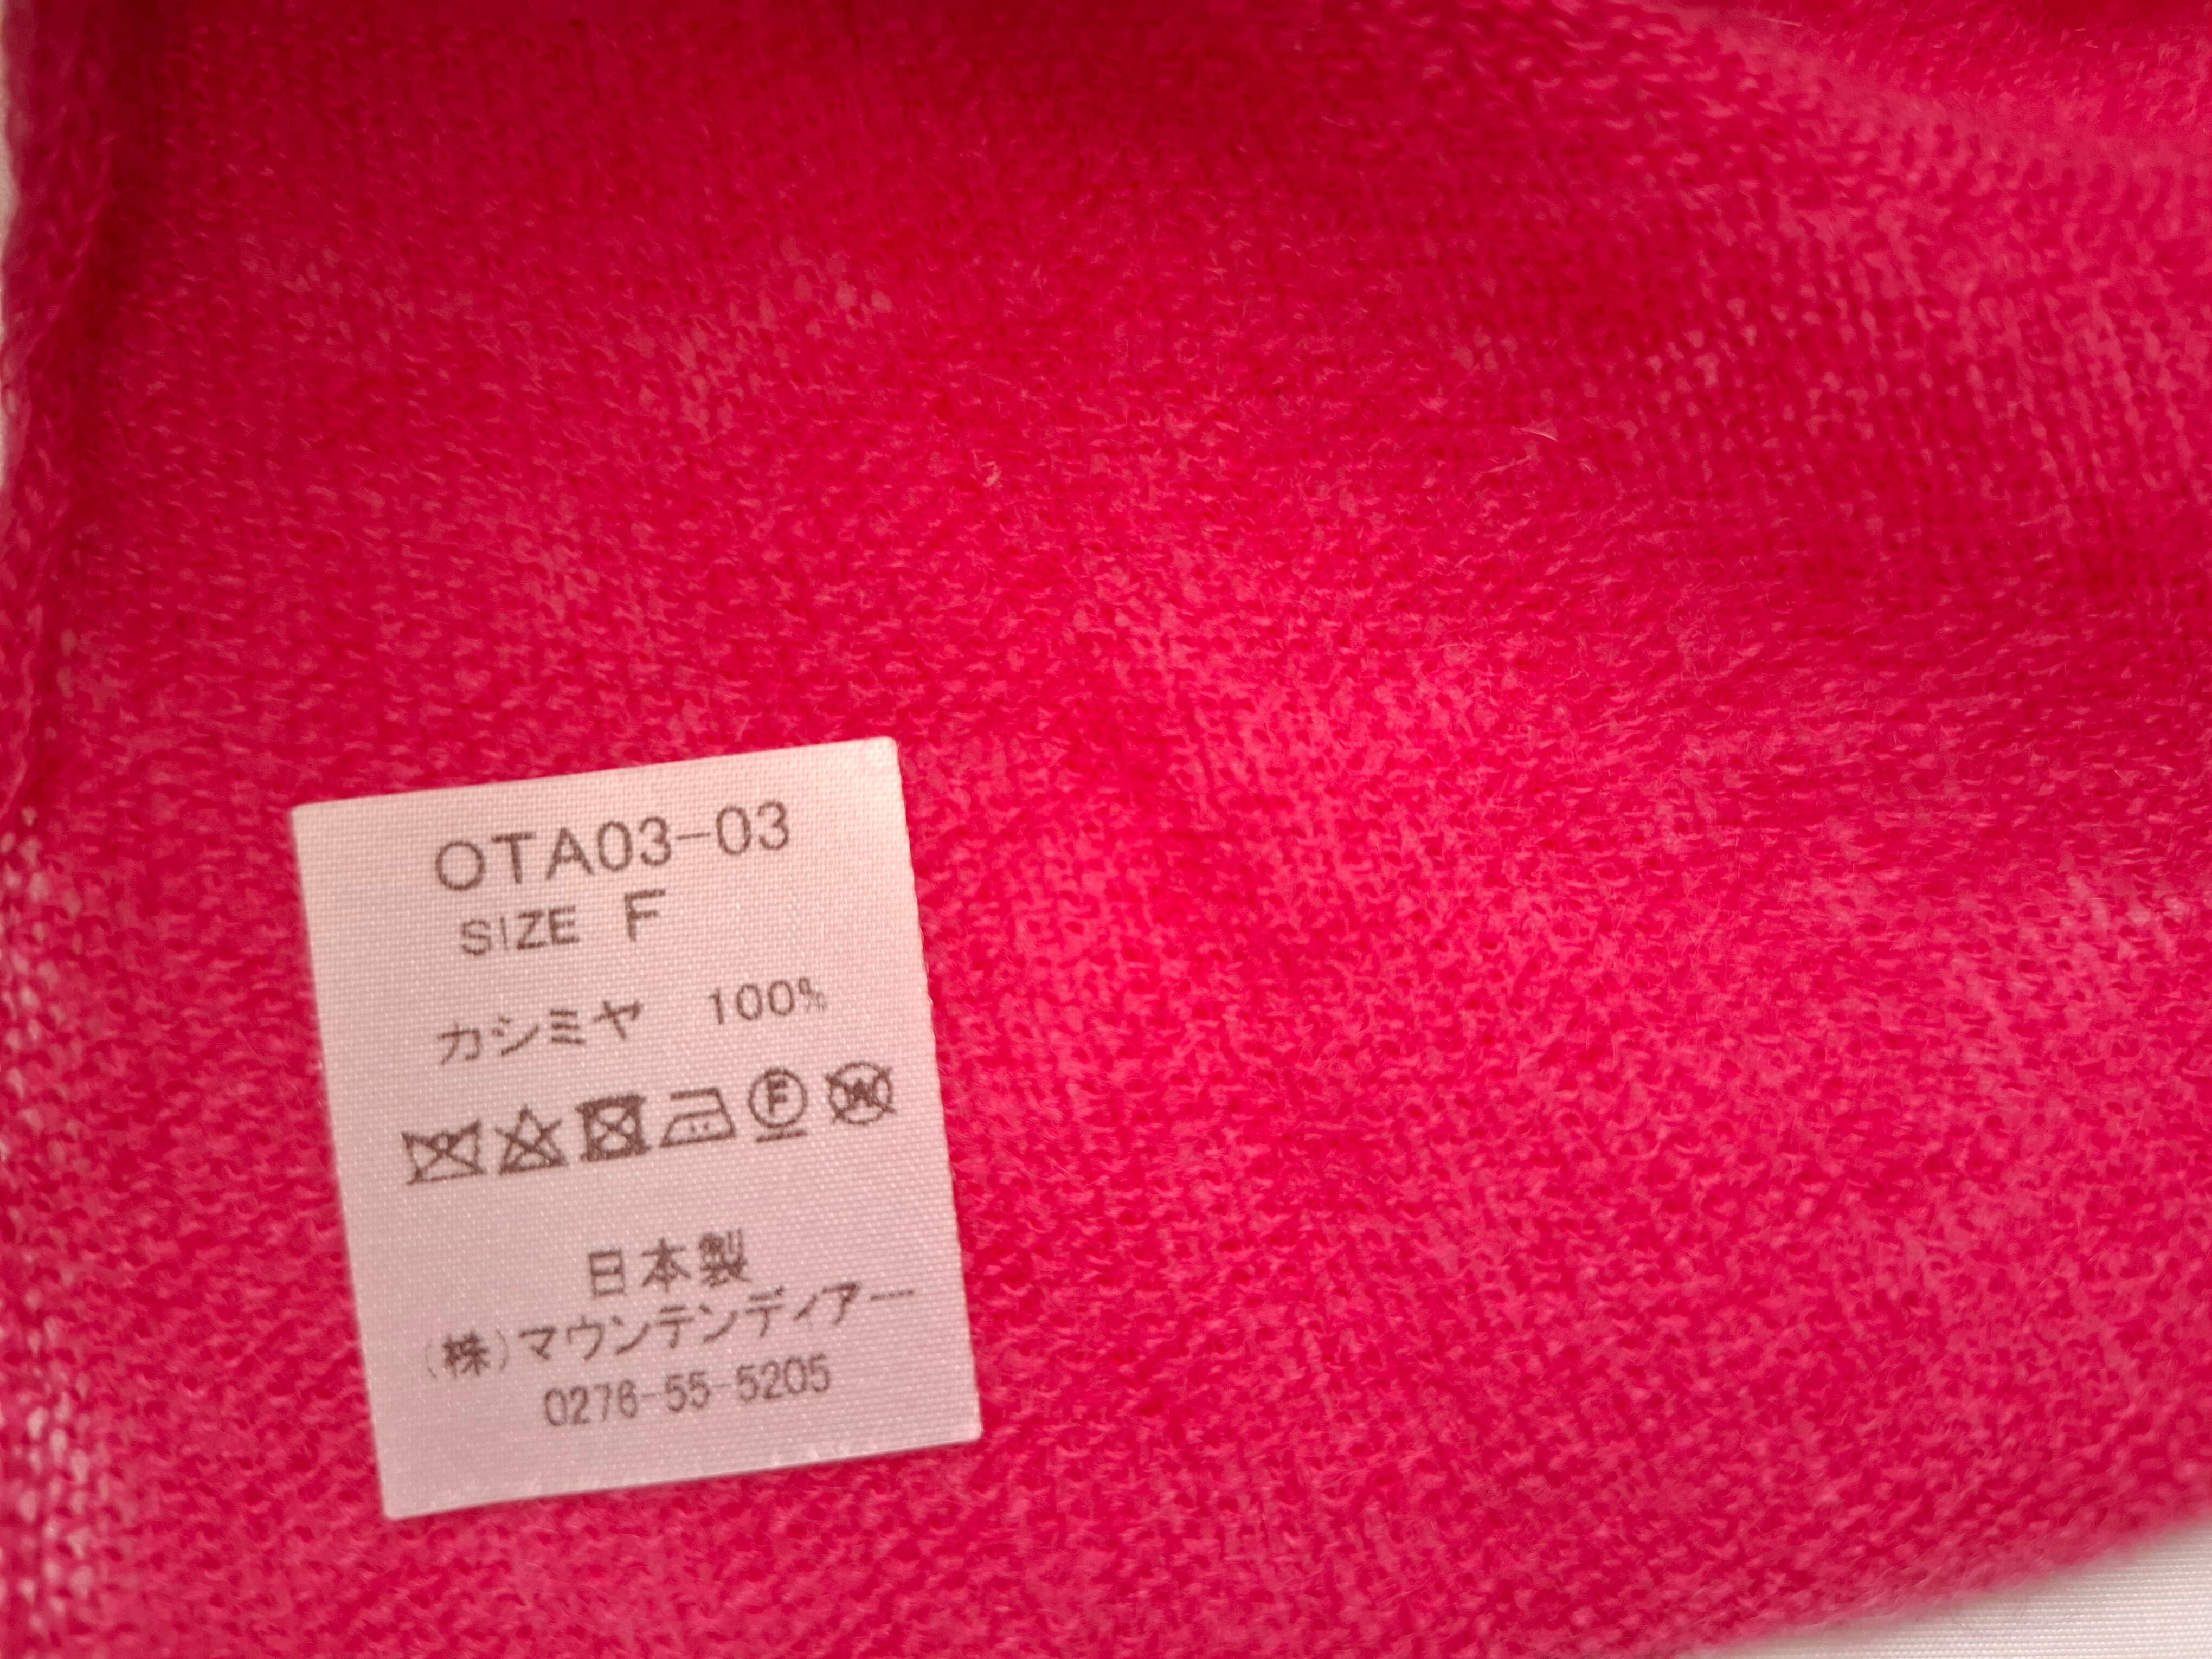 OTA03-03
SIZE F
カシミヤ 100%
F W
日本製
(株)マウンテンディアー
0276-55-5205